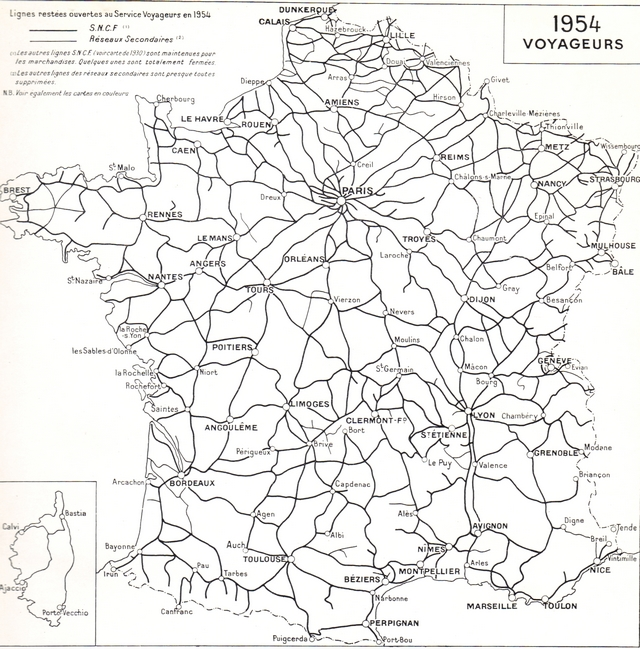 Lignes restées ouvertes au Service Voyageurs en 1954
S.N.C.F (1)
Réseaux Secondaires (2)
(1) Les autres lignes S.N.C.F. (voir carte de 1930) sont maintenues pour
les marchandises. Quelques unes sont totalement fermées.
(2) Les autres lignes des réseaux secondaires sont presque toutes
supprimées.
N.B. Voir également les cartes en couleurs
1954
VOYAGEURS
DUNKERQUE
CALAIS
Hazebrouck
LILLE
Douai
Valenciennes
Arras
Givet
Dieppe
Hirson
Cherbourg
AMIENS
Charleville-Mézières
LE HAVRE
ROUEN
Thionville
CAEN
METZ
Wissembourg
REIMS
Creil
St Malo
Châlons-s-Marne
NANCY
STRASBOURG
BREST
PARIS
Dreux
RENNES
Epinal
LE MANS
TROYES
Chaumont
MULHOUSE
ANGERS
ORLÉANS
Laroche
Belfort
BÂLE
St Nazaire
NANTES
TOURS
Gray
Vierzon
DIJON
Besançon
Nevers
la Roche
s. Yon
Chalon
les Sables-d'Olonne
POITIERS
Moulins
GENÈVE
Evian
la Rochelle
Niort
St Germain
Mâcon
Bourg
Rochefort
Saintes
LIMOGES
LYON
Chambéry
ANGOULÊME
CLERMONT-Fd
Bort
ST ÉTIENNE
Périgueux
Brive
GRENOBLE
Modane
Le Puy
Valence
Arcachon
BORDEAUX
Capdenac
Briançon
Bastia
Calvi
Agen
Alès
Digne
Tende
Albi
AVIGNON
Breil
Bayonne
Auch
NÎMES
Vintimille
TOULOUSE
Arles
NICE
Irun
Pau
Tarbes
MONTPELLIER
Ajaccio
BÉZIERS
Narbonne
MARSEILLE
TOULON
Porto-Vecchio
Canfranc
PERPIGNAN
Puigcerda
Port-Bou